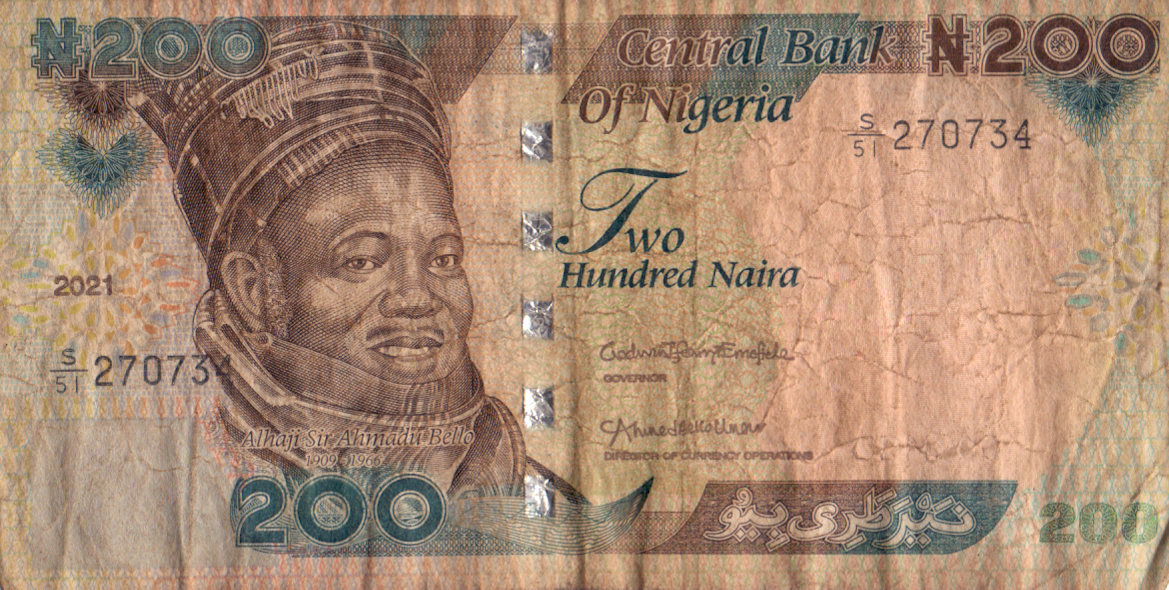 ₦200
Central Bank
Of Nigeria
₦200
S/51 270734
Two
Hundred Naira
2021
S/51 270734
GOVERNOR
DIRECTOR OF CURRENCY OPERATIONS
Alhaji Sir Ahmadu Bello
1909 - 1966
200
200